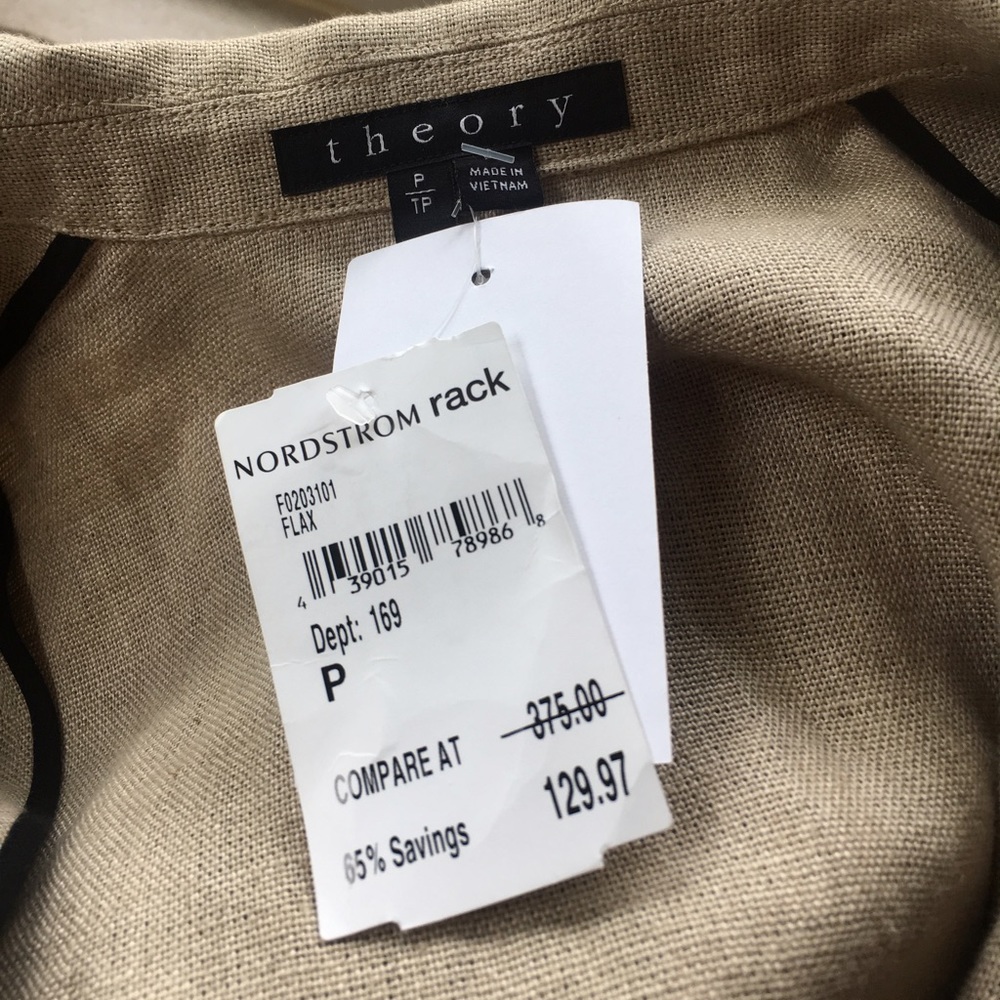 theory
P
TP
MADE IN
VIETNAM
NORDSTROM rack
F0203101
FLAX
4 39015 78986 8
Dept: 169
P
375.00
COMPARE AT
129.97
65% Savings